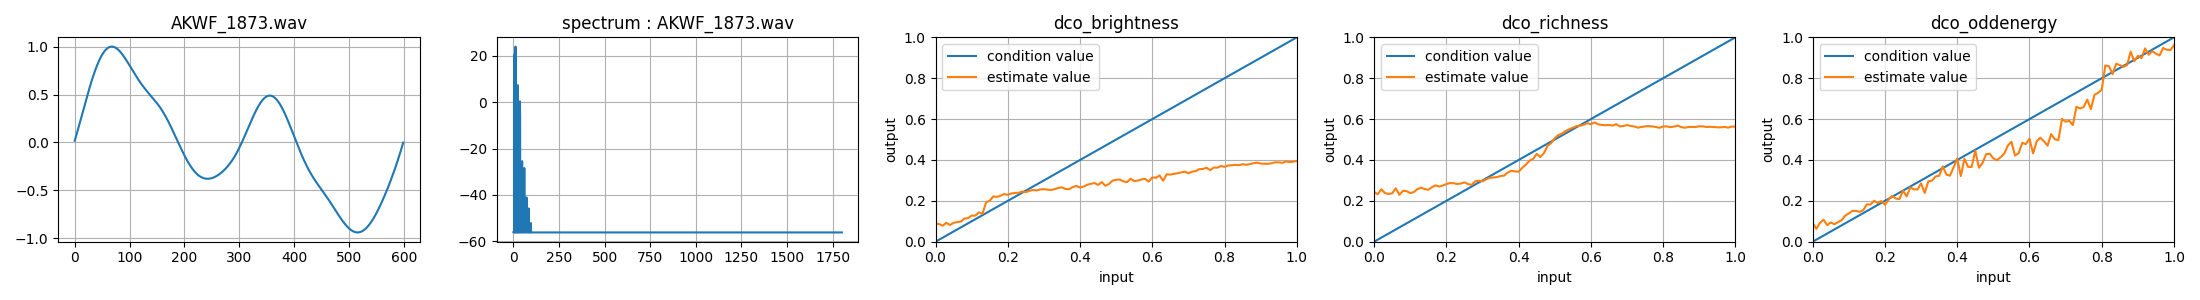 AKWF_1873.wav
1.0
0.5
0.0
−0.5
−1.0
0 100 200 300 400 500 600
spectrum : AKWF_1873.wav
20
0
−20
−40
−60
0 250 500 750 1000 1250 1500 1750
dco_brightness
condition value
estimate value
output
1.0
0.8
0.6
0.4
0.2
0.0
0.0 0.2 0.4 0.6 0.8 1.0
input
dco_richness
condition value
estimate value
output
1.0
0.8
0.6
0.4
0.2
0.0
0.0 0.2 0.4 0.6 0.8 1.0
input
dco_oddenergy
condition value
estimate value
output
1.0
0.8
0.6
0.4
0.2
0.0
0.0 0.2 0.4 0.6 0.8 1.0
input